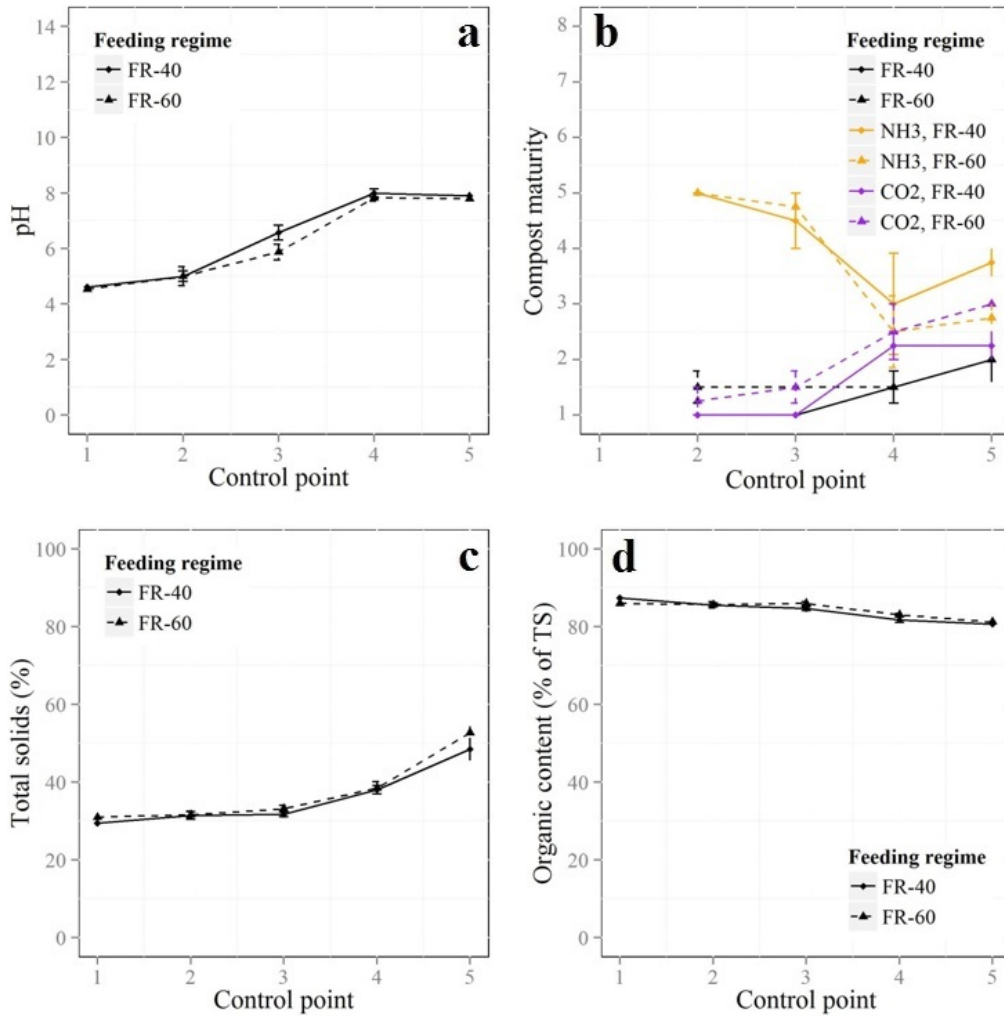 a
Feeding regime
FR-40
FR-60
14
12
10
8
6
4
2
0
pH
1 2 3 4 5
Control point
b
Feeding regime
FR-40
FR-60
NH3, FR-40
NH3, FR-60
CO2, FR-40
CO2, FR-60
8
7
6
5
4
3
2
1
Compost maturity
1 2 3 4 5
Control point
c
Feeding regime
FR-40
FR-60
100
80
60
40
20
0
Total solids (%)
1 2 3 4 5
Control point
d
100
80
60
40
20
0
Organic content (% of TS)
Feeding regime
FR-40
FR-60
1 2 3 4 5
Control point